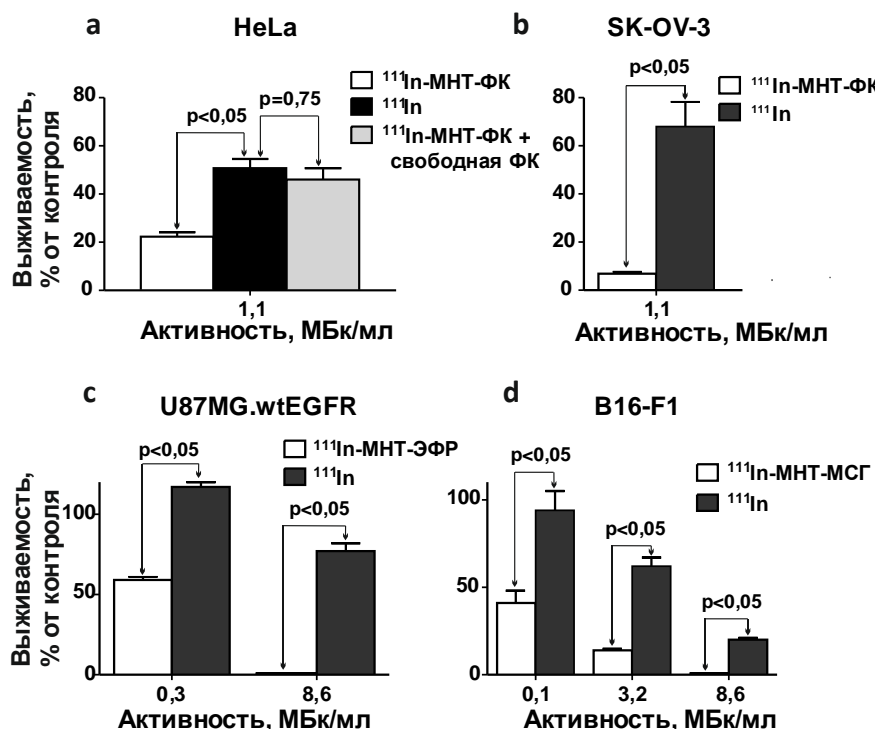 a
HeLa
Выживаемость,
% от контроля
80
60
40
20
0
p<0,05
p=0,75
¹¹¹In-МНТ-ФК
¹¹¹In
¹¹¹In-МНТ-ФК +
свободная ФК
1,1
Активность, МБк/мл
b
SK-OV-3
80
60
40
20
0
p<0,05
¹¹¹In-МНТ-ФК
¹¹¹In
1,1
Активность, МБк/мл
c
U87MG.wtEGFR
Выживаемость,
% от контроля
100
50
0
p<0,05
p<0,05
¹¹¹In-МНТ-ЭФР
¹¹¹In
0,3 8,6
Активность, МБк/мл
d
B16-F1
100
50
0
p<0,05
p<0,05
p<0,05
¹¹¹In-МНТ-МСГ
¹¹¹In
0,1 3,2 8,6
Активность, МБк/мл